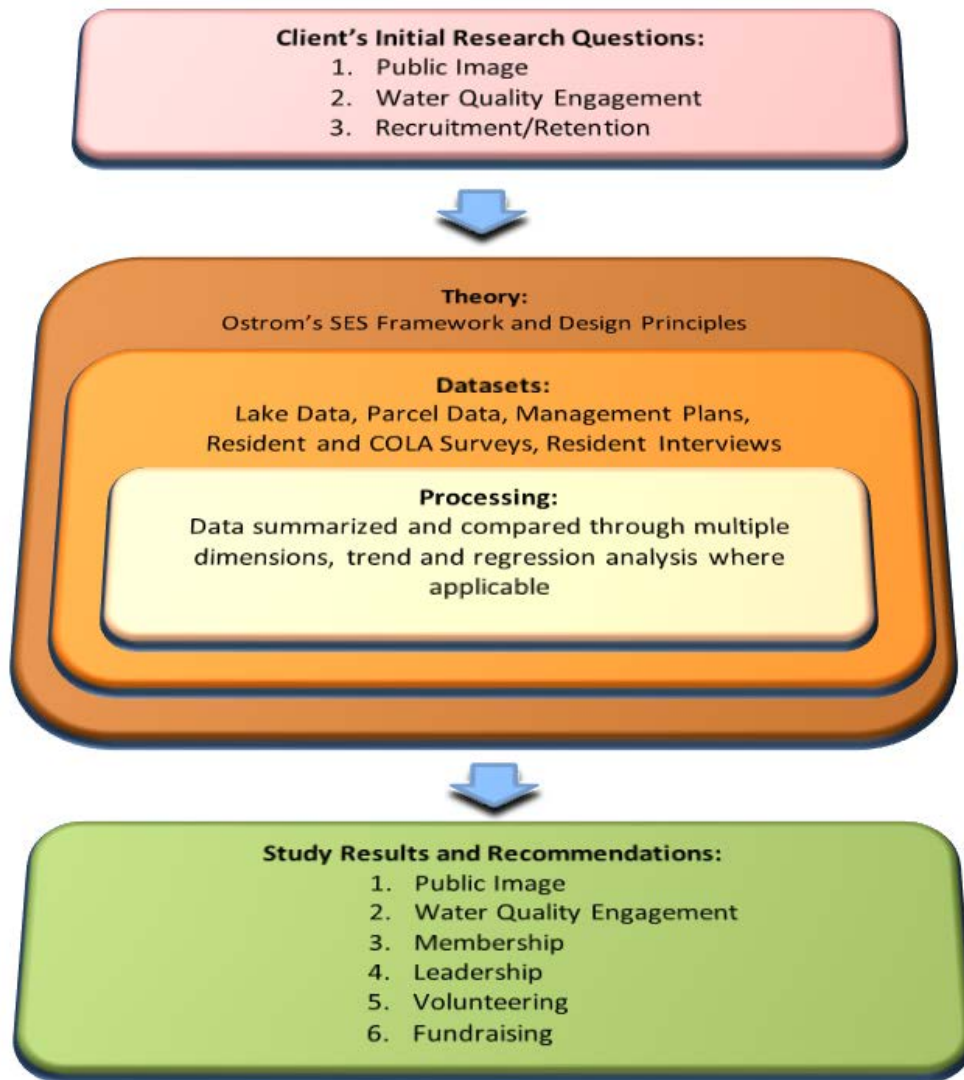 Client's Initial Research Questions:
1. Public Image
2. Water Quality Engagement
3. Recruitment/Retention
Theory:
Ostrom's SES Framework and Design Principles
Datasets:
Lake Data, Parcel Data, Management Plans,
Resident and COLA Surveys, Resident Interviews
Processing:
Data summarized and compared through multiple
dimensions, trend and regression analysis where
applicable
Study Results and Recommendations:
1. Public Image
2. Water Quality Engagement
3. Membership
4. Leadership
5. Volunteering
6. Fundraising